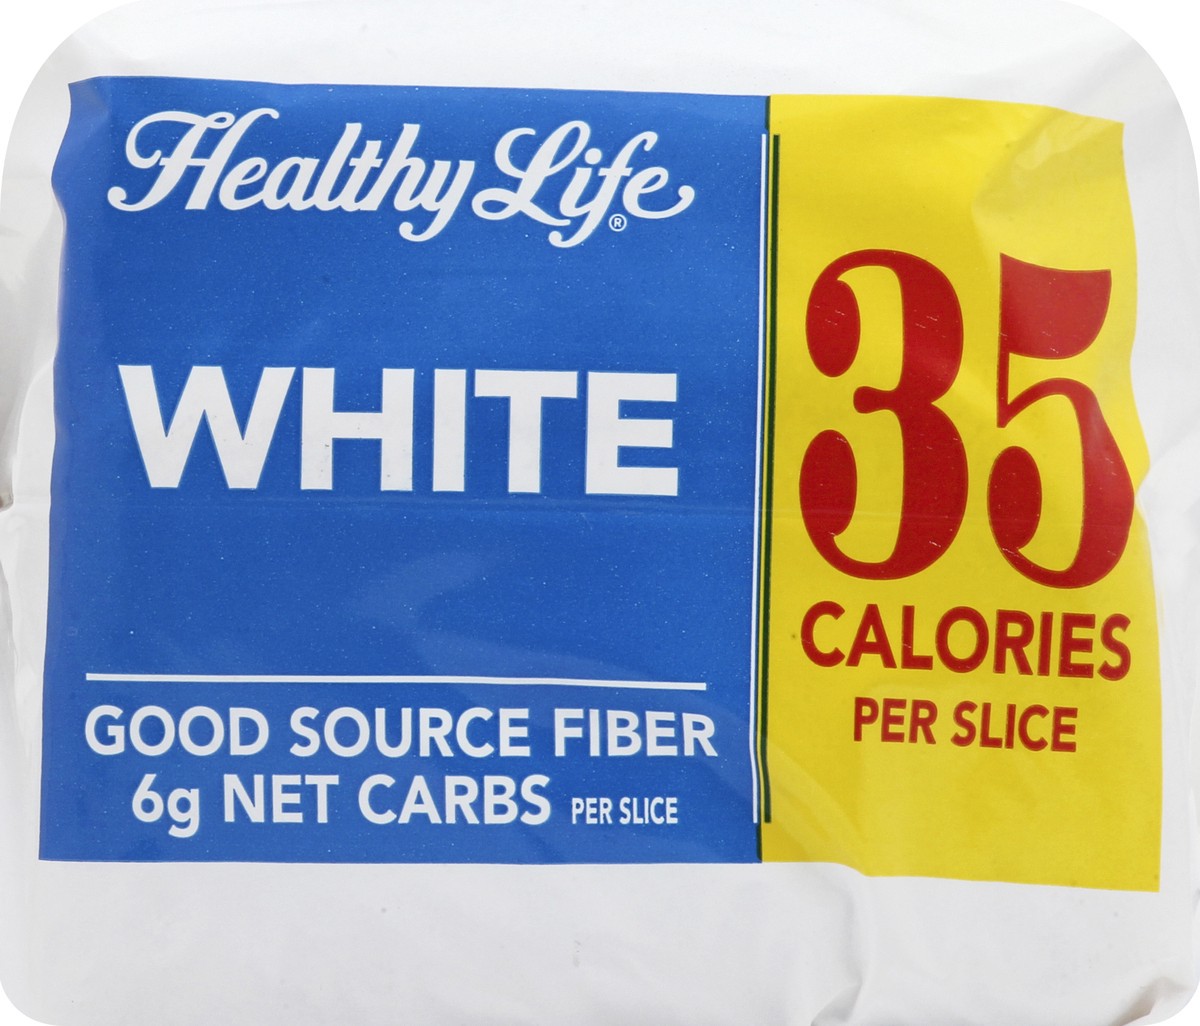 Healthy Life®
WHITE
GOOD SOURCE FIBER
6g NET CARBS PER SLICE
35
CALORIES
PER SLICE